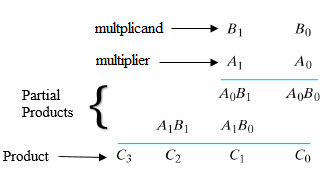 multplicand B₁ B₀
multiplier A₁ A₀
Partial Products { A₀B₁ A₀B₀
A₁B₁ A₁B₀
Product C₃ C₂ C₁ C₀